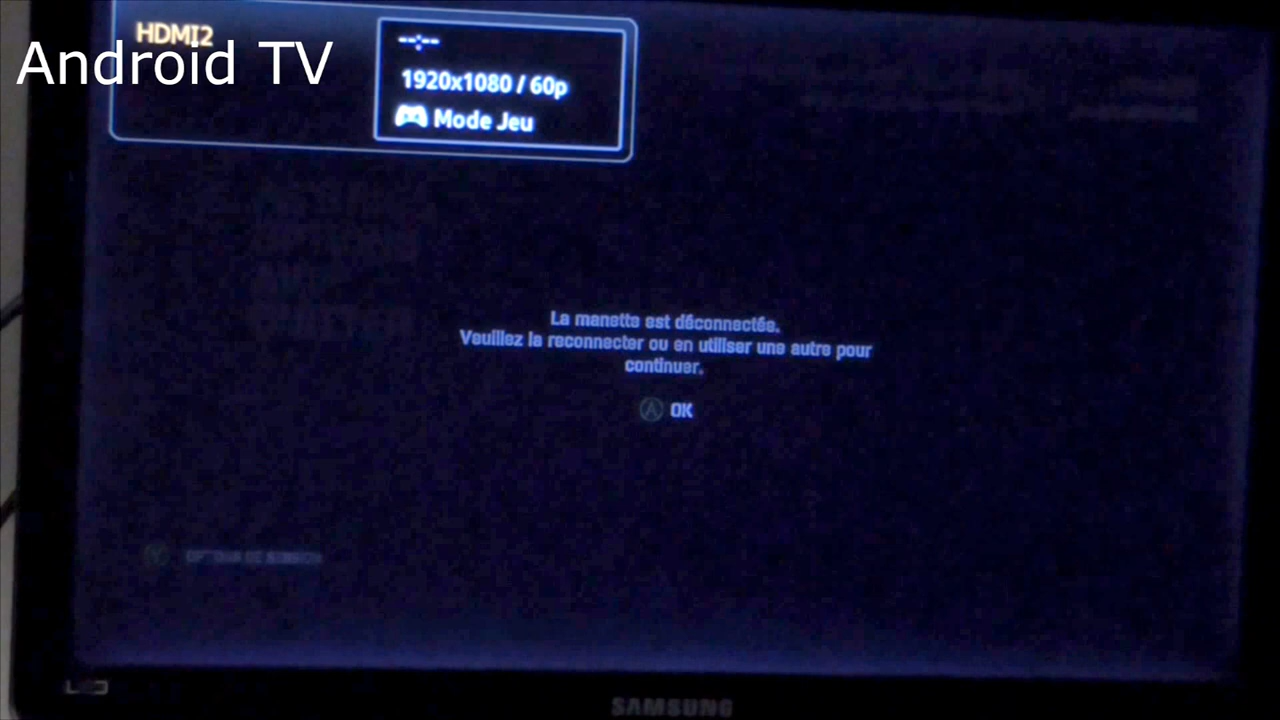 HDMI2
Android TV
--:--
1920x1080 / 60p
Mode Jeu
La manette est déconnectée.
Veuillez la reconnecter ou en utiliser une autre pour
continuer.
A OK
Y
SAMSUNG